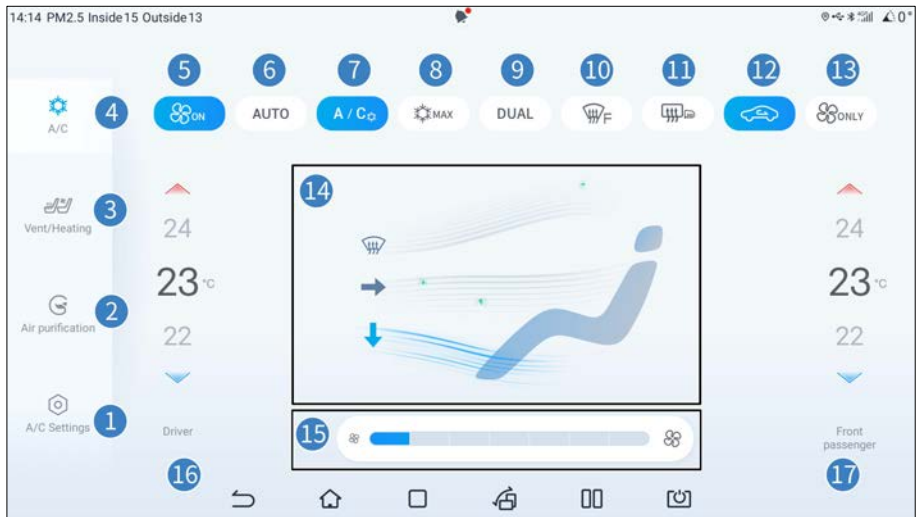 14:14 PM2.5 Inside15 Outside13
0°
5 6 7 8 9 10 11 12 13
ON AUTO A / C MAX DUAL F ONLY
4
A/C
3
Vent/Heating
2
Air purification
1
A/C Settings
24
23 °C
22
Driver
16
14
15
24
23 °C
22
Front
passenger
17